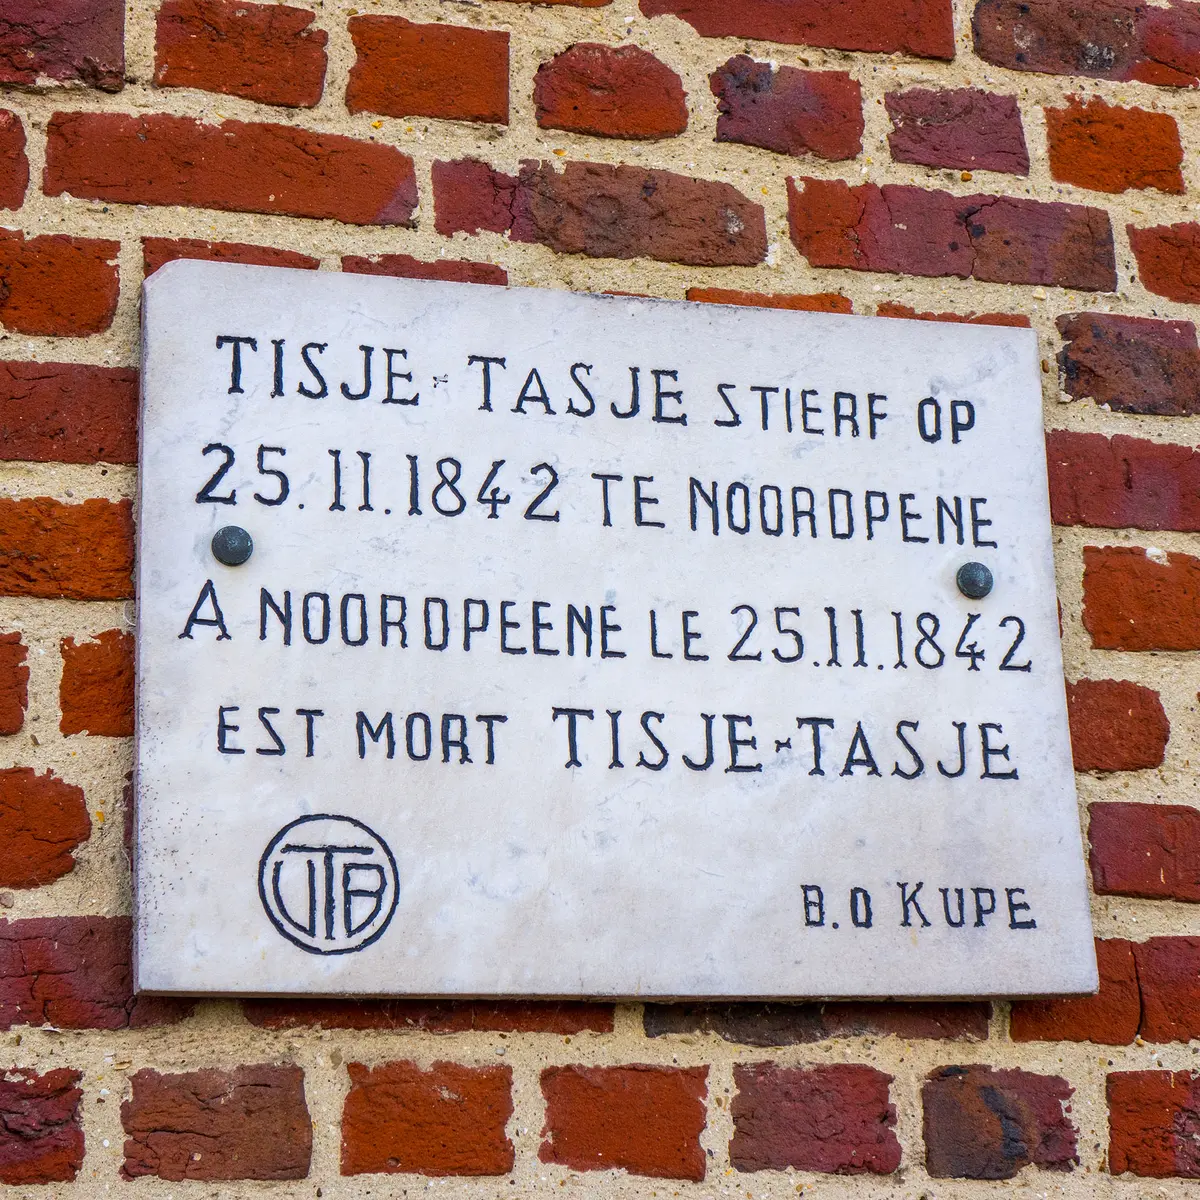 TISJE-TASJE STIERF OP
25.11.1842 TE NOORDPENE
A NOORDPEENE LE 25.11.1842
EST MORT TISJE-TASJE
VTB
B.O KUPE